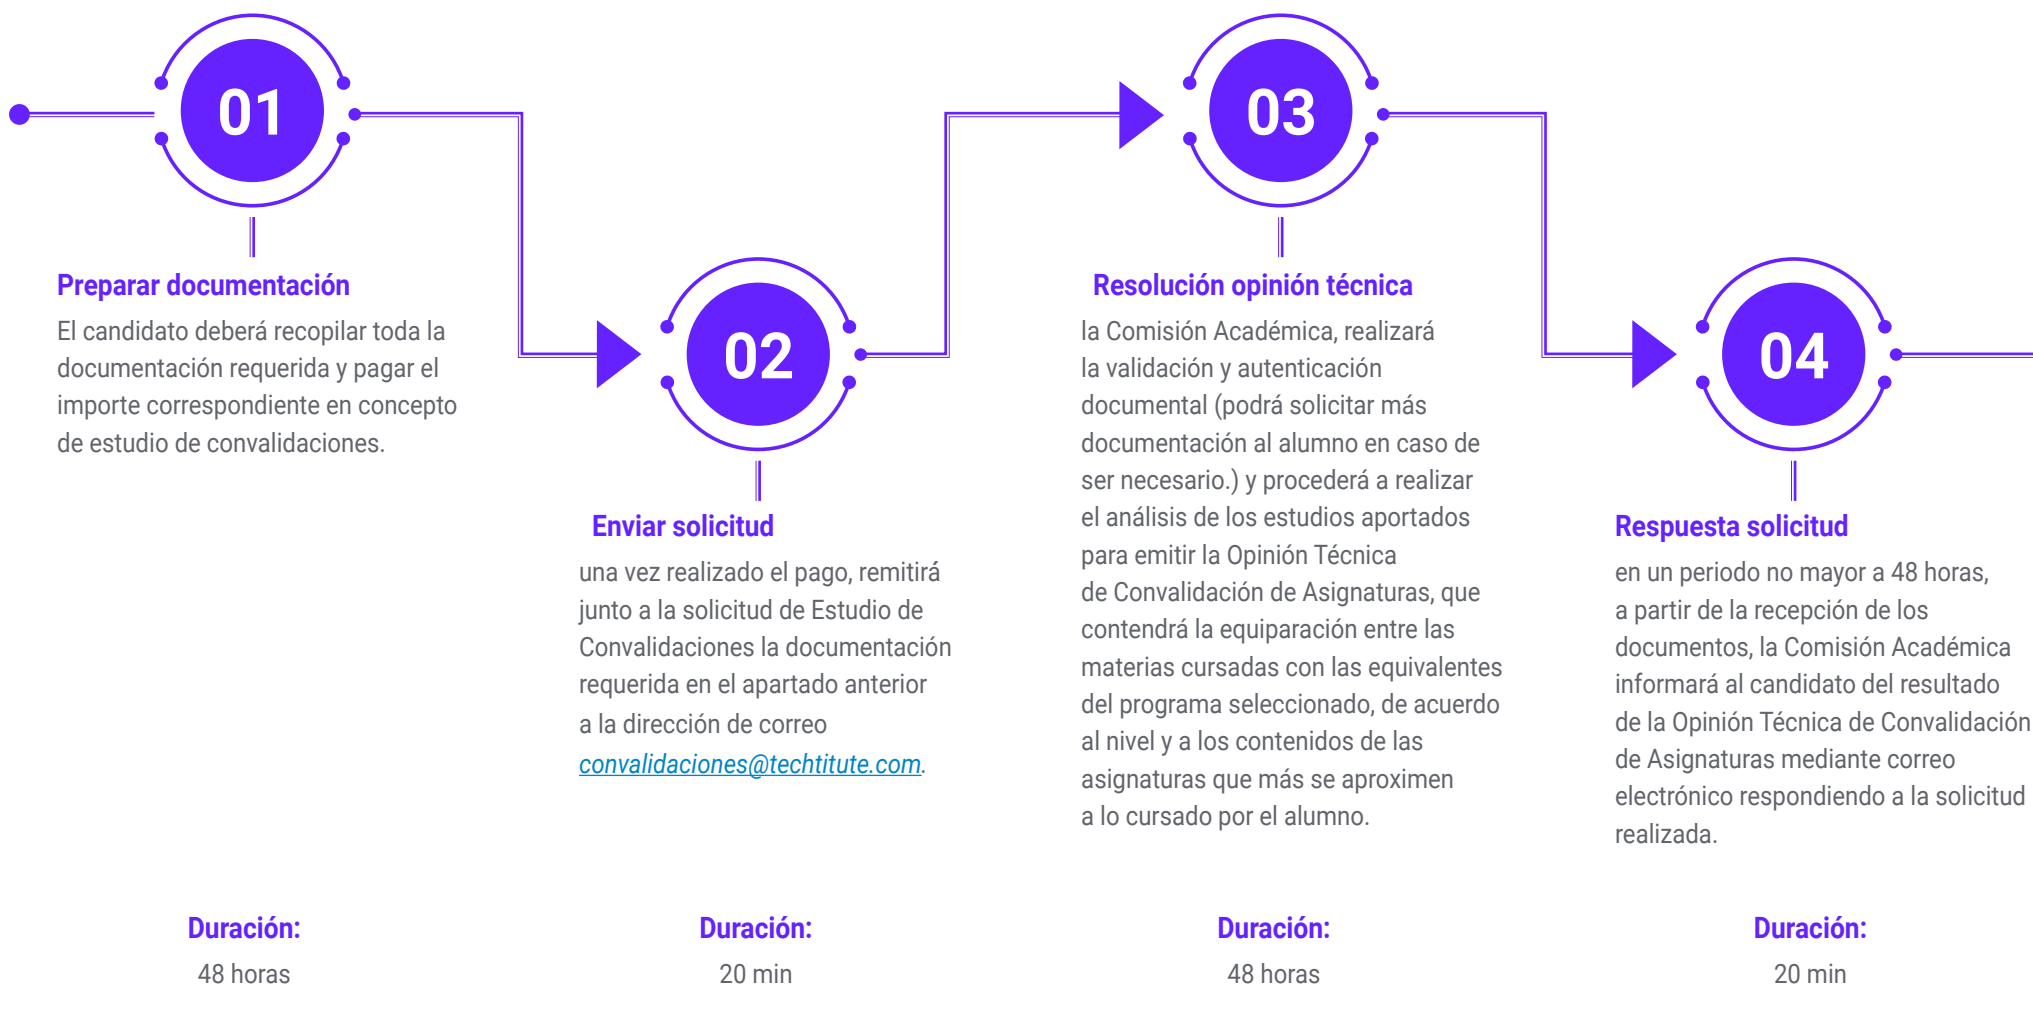 01
Preparar documentación
El candidato deberá recopilar toda la
documentación requerida y pagar el
importe correspondiente en concepto
de estudio de convalidaciones.
02
Enviar solicitud
una vez realizado el pago, remitirá
junto a la solicitud de Estudio de
Convalidaciones la documentación
requerida en el apartado anterior
a la dirección de correo
convalidaciones@techtitute.com.
03
Resolución opinión técnica
la Comisión Académica, realizará
la validación y autenticación
documental (podrá solicitar más
documentación al alumno en caso de
ser necesario.) y procederá a realizar
el análisis de los estudios aportados
para emitir la Opinión Técnica
de Convalidación de Asignaturas, que
contendrá la equiparación entre las
materias cursadas con las equivalentes
del programa seleccionado, de acuerdo
al nivel y a los contenidos de las
asignaturas que más se aproximen
a lo cursado por el alumno.
04
Respuesta solicitud
en un periodo no mayor a 48 horas,
a partir de la recepción de los
documentos, la Comisión Académica
informará al candidato del resultado
de la Opinión Técnica de Convalidación
de Asignaturas mediante correo
electrónico respondiendo a la solicitud
realizada.
Duración:
48 horas
Duración:
20 min
Duración:
48 horas
Duración:
20 min